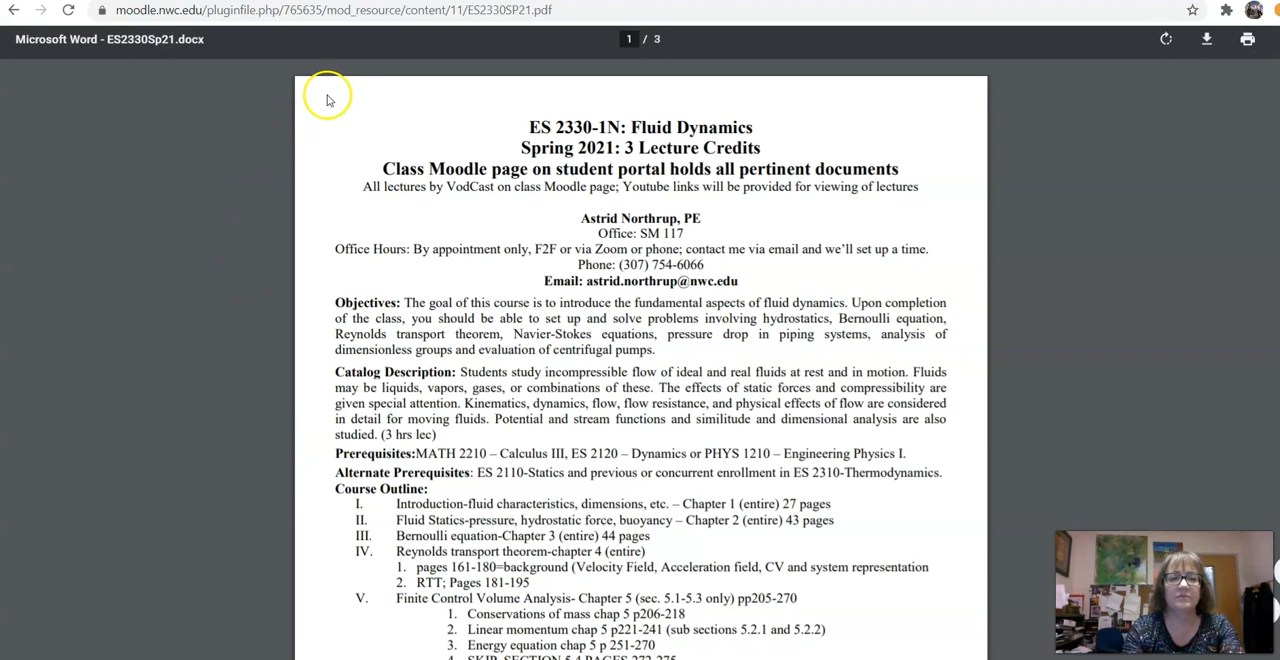 moodle.nwc.edu/pluginfile.php/765635/mod_resource/content/11/ES2330SP21.pdf
Microsoft Word - ES2330Sp21.docx
1 / 3
ES 2330-1N: Fluid Dynamics
Spring 2021: 3 Lecture Credits
Class Moodle page on student portal holds all pertinent documents
All lectures by VodCast on class Moodle page; Youtube links will be provided for viewing of lectures
Astrid Northrup, PE
Office: SM 117
Office Hours: By appointment only, F2F or via Zoom or phone; contact me via email and we'll set up a time.
Phone: (307) 754-6066
Email: astrid.northrup@nwc.edu
Objectives: The goal of this course is to introduce the fundamental aspects of fluid dynamics. Upon completion
of the class, you should be able to set up and solve problems involving hydrostatics, Bernoulli equation,
Reynolds transport theorem, Navier-Stokes equations, pressure drop in piping systems, analysis of
dimensionless groups and evaluation of centrifugal pumps.
Catalog Description: Students study incompressible flow of ideal and real fluids at rest and in motion. Fluids
may be liquids, vapors, gases, or combinations of these. The effects of static forces and compressibility are
given special attention. Kinematics, dynamics, flow, flow resistance, and physical effects of flow are considered
in detail for moving fluids. Potential and stream functions and similitude and dimensional analysis are also
studied. (3 hrs lec)
Prerequisites:MATH 2210 – Calculus III, ES 2120 – Dynamics or PHYS 1210 – Engineering Physics I.
Alternate Prerequisites: ES 2110-Statics and previous or concurrent enrollment in ES 2310-Thermodynamics.
Course Outline:
I. Introduction-fluid characteristics, dimensions, etc. – Chapter 1 (entire) 27 pages
II. Fluid Statics-pressure, hydrostatic force, buoyancy – Chapter 2 (entire) 43 pages
III. Bernoulli equation-Chapter 3 (entire) 44 pages
IV. Reynolds transport theorem-chapter 4 (entire)
1. pages 161-180=background (Velocity Field, Acceleration field, CV and system representation
2. RTT; Pages 181-195
V. Finite Control Volume Analysis- Chapter 5 (sec. 5.1-5.3 only) pp205-270
1. Conservations of mass chap 5 p206-218
2. Linear momentum chap 5 p221-241 (sub sections 5.2.1 and 5.2.2)
3. Energy equation chap 5 p 251-270
4. SKIP SECTION 5.4 PAGES 272-275